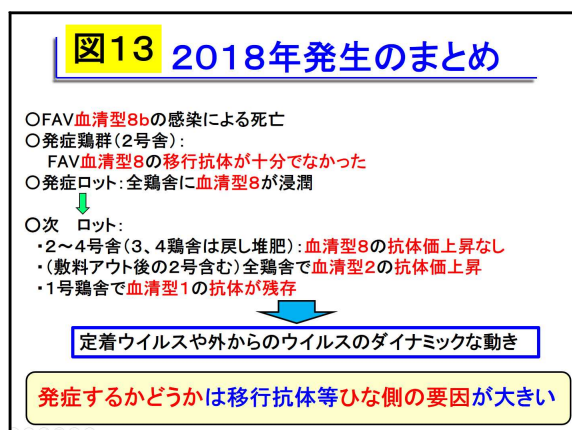 図13 2018年発生のまとめ
○FAV血清型8bの感染による死亡
○発症鶏群(2号舎):
FAV血清型8の移行抗体が十分でなかった
○発症ロット:全鶏舎に血清型8が浸潤
○次 ロット:
・2～4号舎(3、4鶏舎は戻し堆肥):血清型8の抗体価上昇なし
・(敷料アウト後の2号含む)全鶏舎で血清型2の抗体価上昇
・1号鶏舎で血清型1の抗体が残存
定着ウイルスや外からのウイルスのダイナミックな動き
発症するかどうかは移行抗体等ひな側の要因が大きい